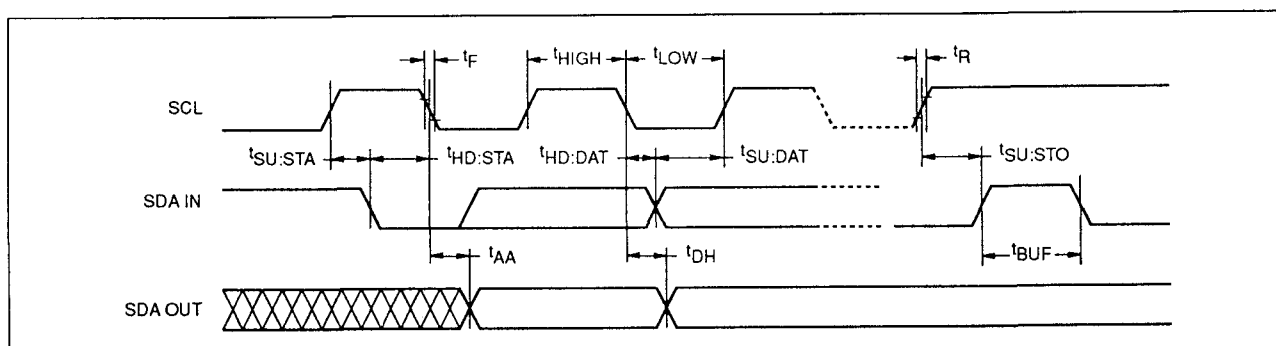 tF tHIGH tLOW tR
SCL
tSU:STA tHD:STA tHD:DAT tSU:DAT tSU:STO
SDA IN
tAA tDH tBUF
SDA OUT